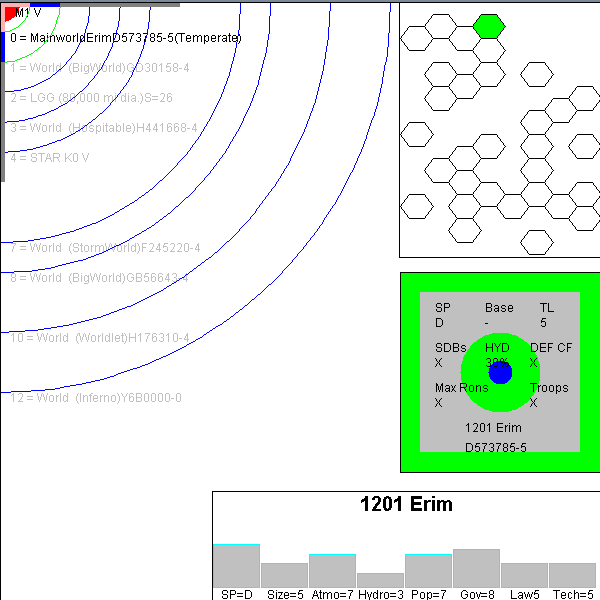 M1 V
0 = MainworldErimD573785-5(Temperate)
1 = World  (BigWorld)GD30158-4
2 = LGG (80,000 mi dia.)S=26
3 = World  (Hospitable)H441668-4
4 = STAR K0 V
7 = World  (StormWorld)F245220-4
8 = World  (BigWorld)GB56643-4
10 = World  (Worldlet)H176310-4
12 = World  (Inferno)Y6B0000-0
SP Base TL
D - 5
SDBs HYD DEF CF
X 30% X
Max Rons Troops
X X
1201 Erim
D573785-5
1201 Erim
SP=D Size=5 Atmo=7 Hydro=3 Pop=7 Gov=8 Law5 Tech=5